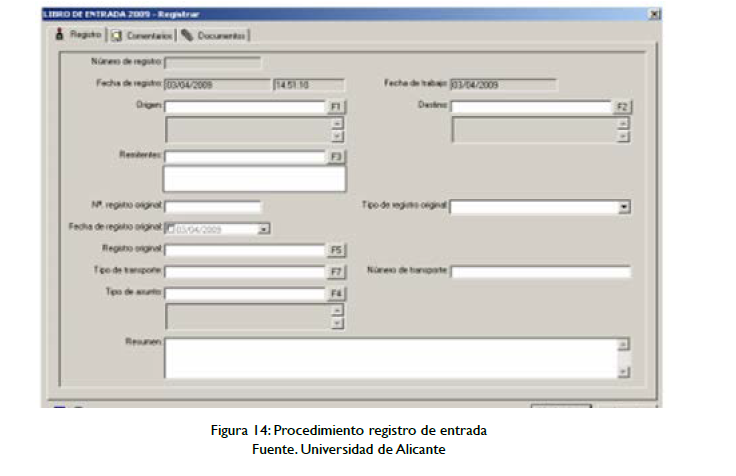 LIBRO DE ENTRADA 2009 - Registrar
Registro Comentarios Documentos
Número de registro:
Fecha de registro: 03/04/2009 14:51:10 Fecha de trabajo: 03/04/2009
Origen: F1 Destino: F2
Remitentes: F3
Nº. registro original: Tipo de registro original:
Fecha de registro original: 03/04/2009
Registro original: F5
Tipo de transporte: F7 Número de transporte:
Tipo de asunto: F4
Resumen:
Figura 14: Procedimiento registro de entrada
Fuente. Universidad de Alicante